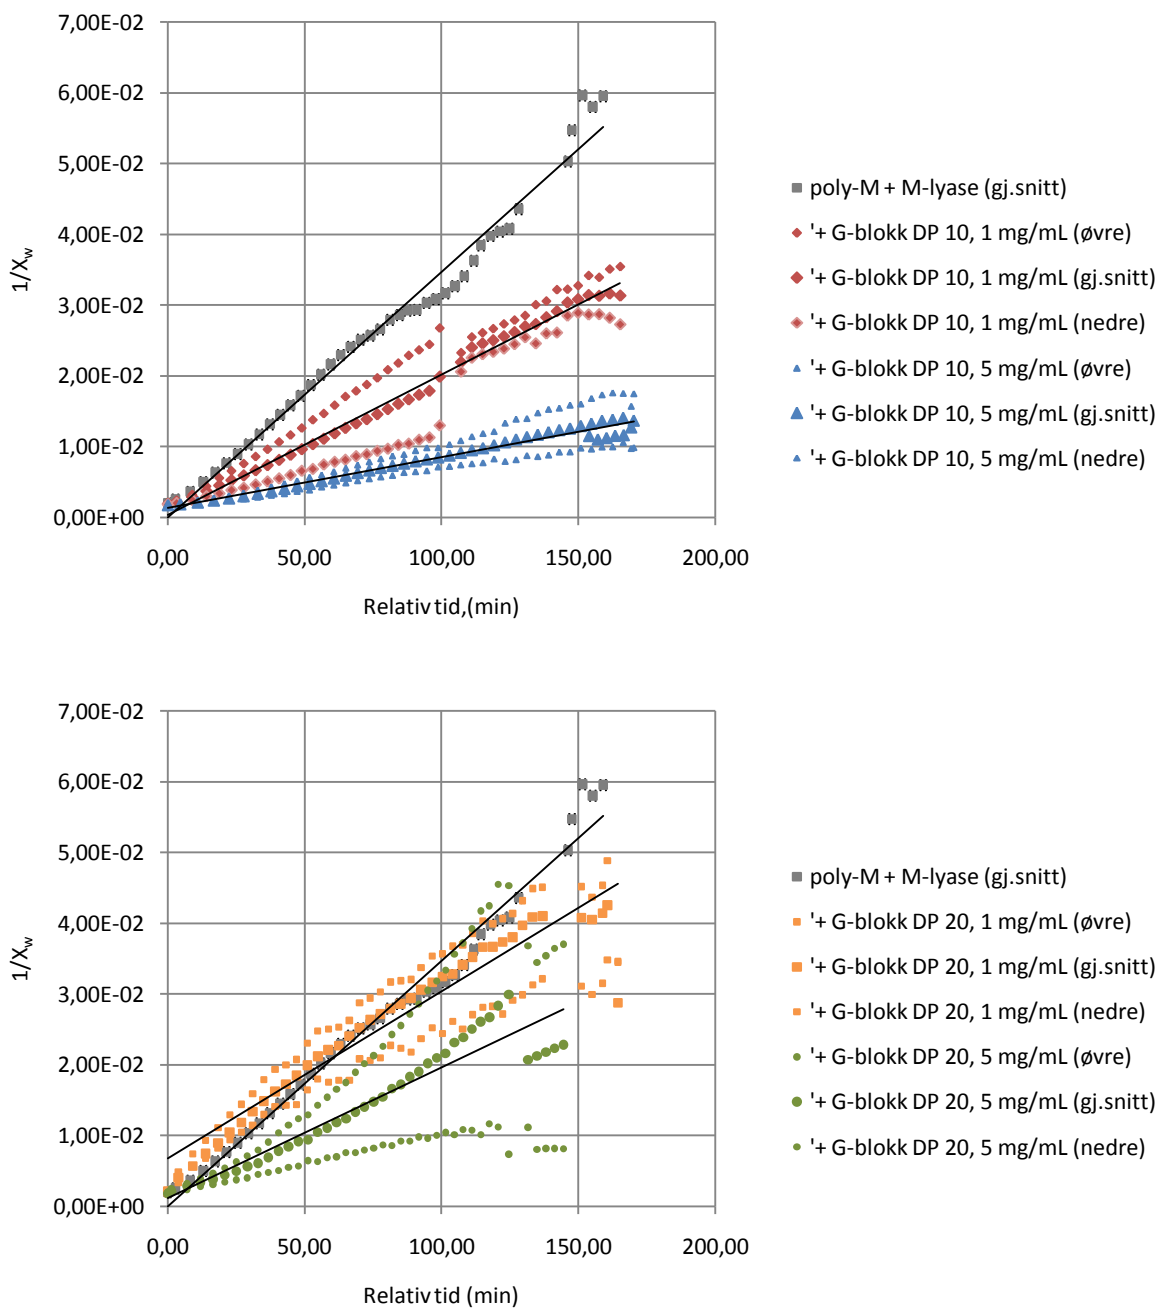 7,00E-02
6,00E-02
5,00E-02
4,00E-02
3,00E-02
2,00E-02
1,00E-02
0,00E+00
1/Xw
0,00 50,00 100,00 150,00 200,00
Relativ tid,(min)
poly-M + M-lyase (gj.snitt)
'+ G-blokk DP 10, 1 mg/mL (øvre)
'+ G-blokk DP 10, 1 mg/mL (gj.snitt)
'+ G-blokk DP 10, 1 mg/mL (nedre)
'+ G-blokk DP 10, 5 mg/mL (øvre)
'+ G-blokk DP 10, 5 mg/mL (gj.snitt)
'+ G-blokk DP 10, 5 mg/mL (nedre)
7,00E-02
6,00E-02
5,00E-02
4,00E-02
3,00E-02
2,00E-02
1,00E-02
0,00E+00
1/Xw
0,00 50,00 100,00 150,00 200,00
Relativ tid (min)
poly-M + M-lyase (gj.snitt)
'+ G-blokk DP 20, 1 mg/mL (øvre)
'+ G-blokk DP 20, 1 mg/mL (gj.snitt)
'+ G-blokk DP 20, 1 mg/mL (nedre)
'+ G-blokk DP 20, 5 mg/mL (øvre)
'+ G-blokk DP 20, 5 mg/mL (gj.snitt)
'+ G-blokk DP 20, 5 mg/mL (nedre)